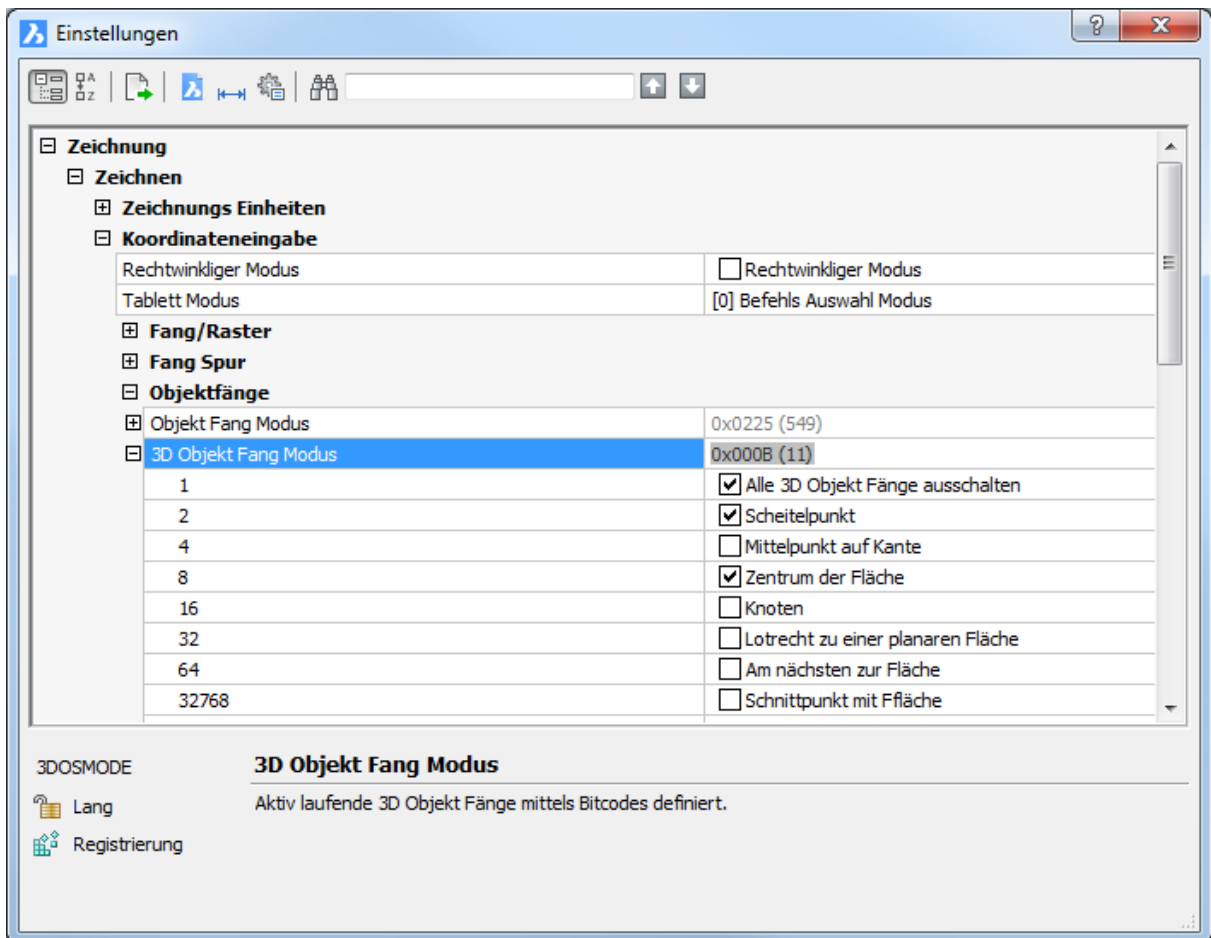 Einstellungen
Zeichnung
Zeichnen
Zeichnungs Einheiten
Koordinateneingabe
Rechtwinkliger Modus Rechtwinkliger Modus
Tablett Modus [0] Befehls Auswahl Modus
Fang/Raster
Fang Spur
Objektfänge
Objekt Fang Modus 0x0225 (549)
3D Objekt Fang Modus 0x000B (11)
1 Alle 3D Objekt Fänge ausschalten
2 Scheitelpunkt
4 Mittelpunkt auf Kante
8 Zentrum der Fläche
16 Knoten
32 Lotrecht zu einer planaren Fläche
64 Am nächsten zur Fläche
32768 Schnittpunkt mit Ffläche
3DOSMODE 3D Objekt Fang Modus
Lang Aktiv laufende 3D Objekt Fänge mittels Bitcodes definiert.
Registrierung